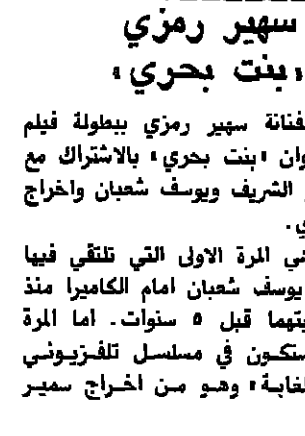 سهير رمزي
«بنت بحري»
فنانة سهير رمزي ببطولة فيلم
وان «بنت بحري» بالاشتراك مع
الشريف ويوسف شعبان واخراج
ي.
ي المرة الاولى التي تلتقي فيها
يوسف شعبان امام الكاميرا منذ
يتهما قبل ٥ سنوات. اما المرة
ستكون في مسلسل تلفزيوني
لغابة» وهو من اخراج سمير